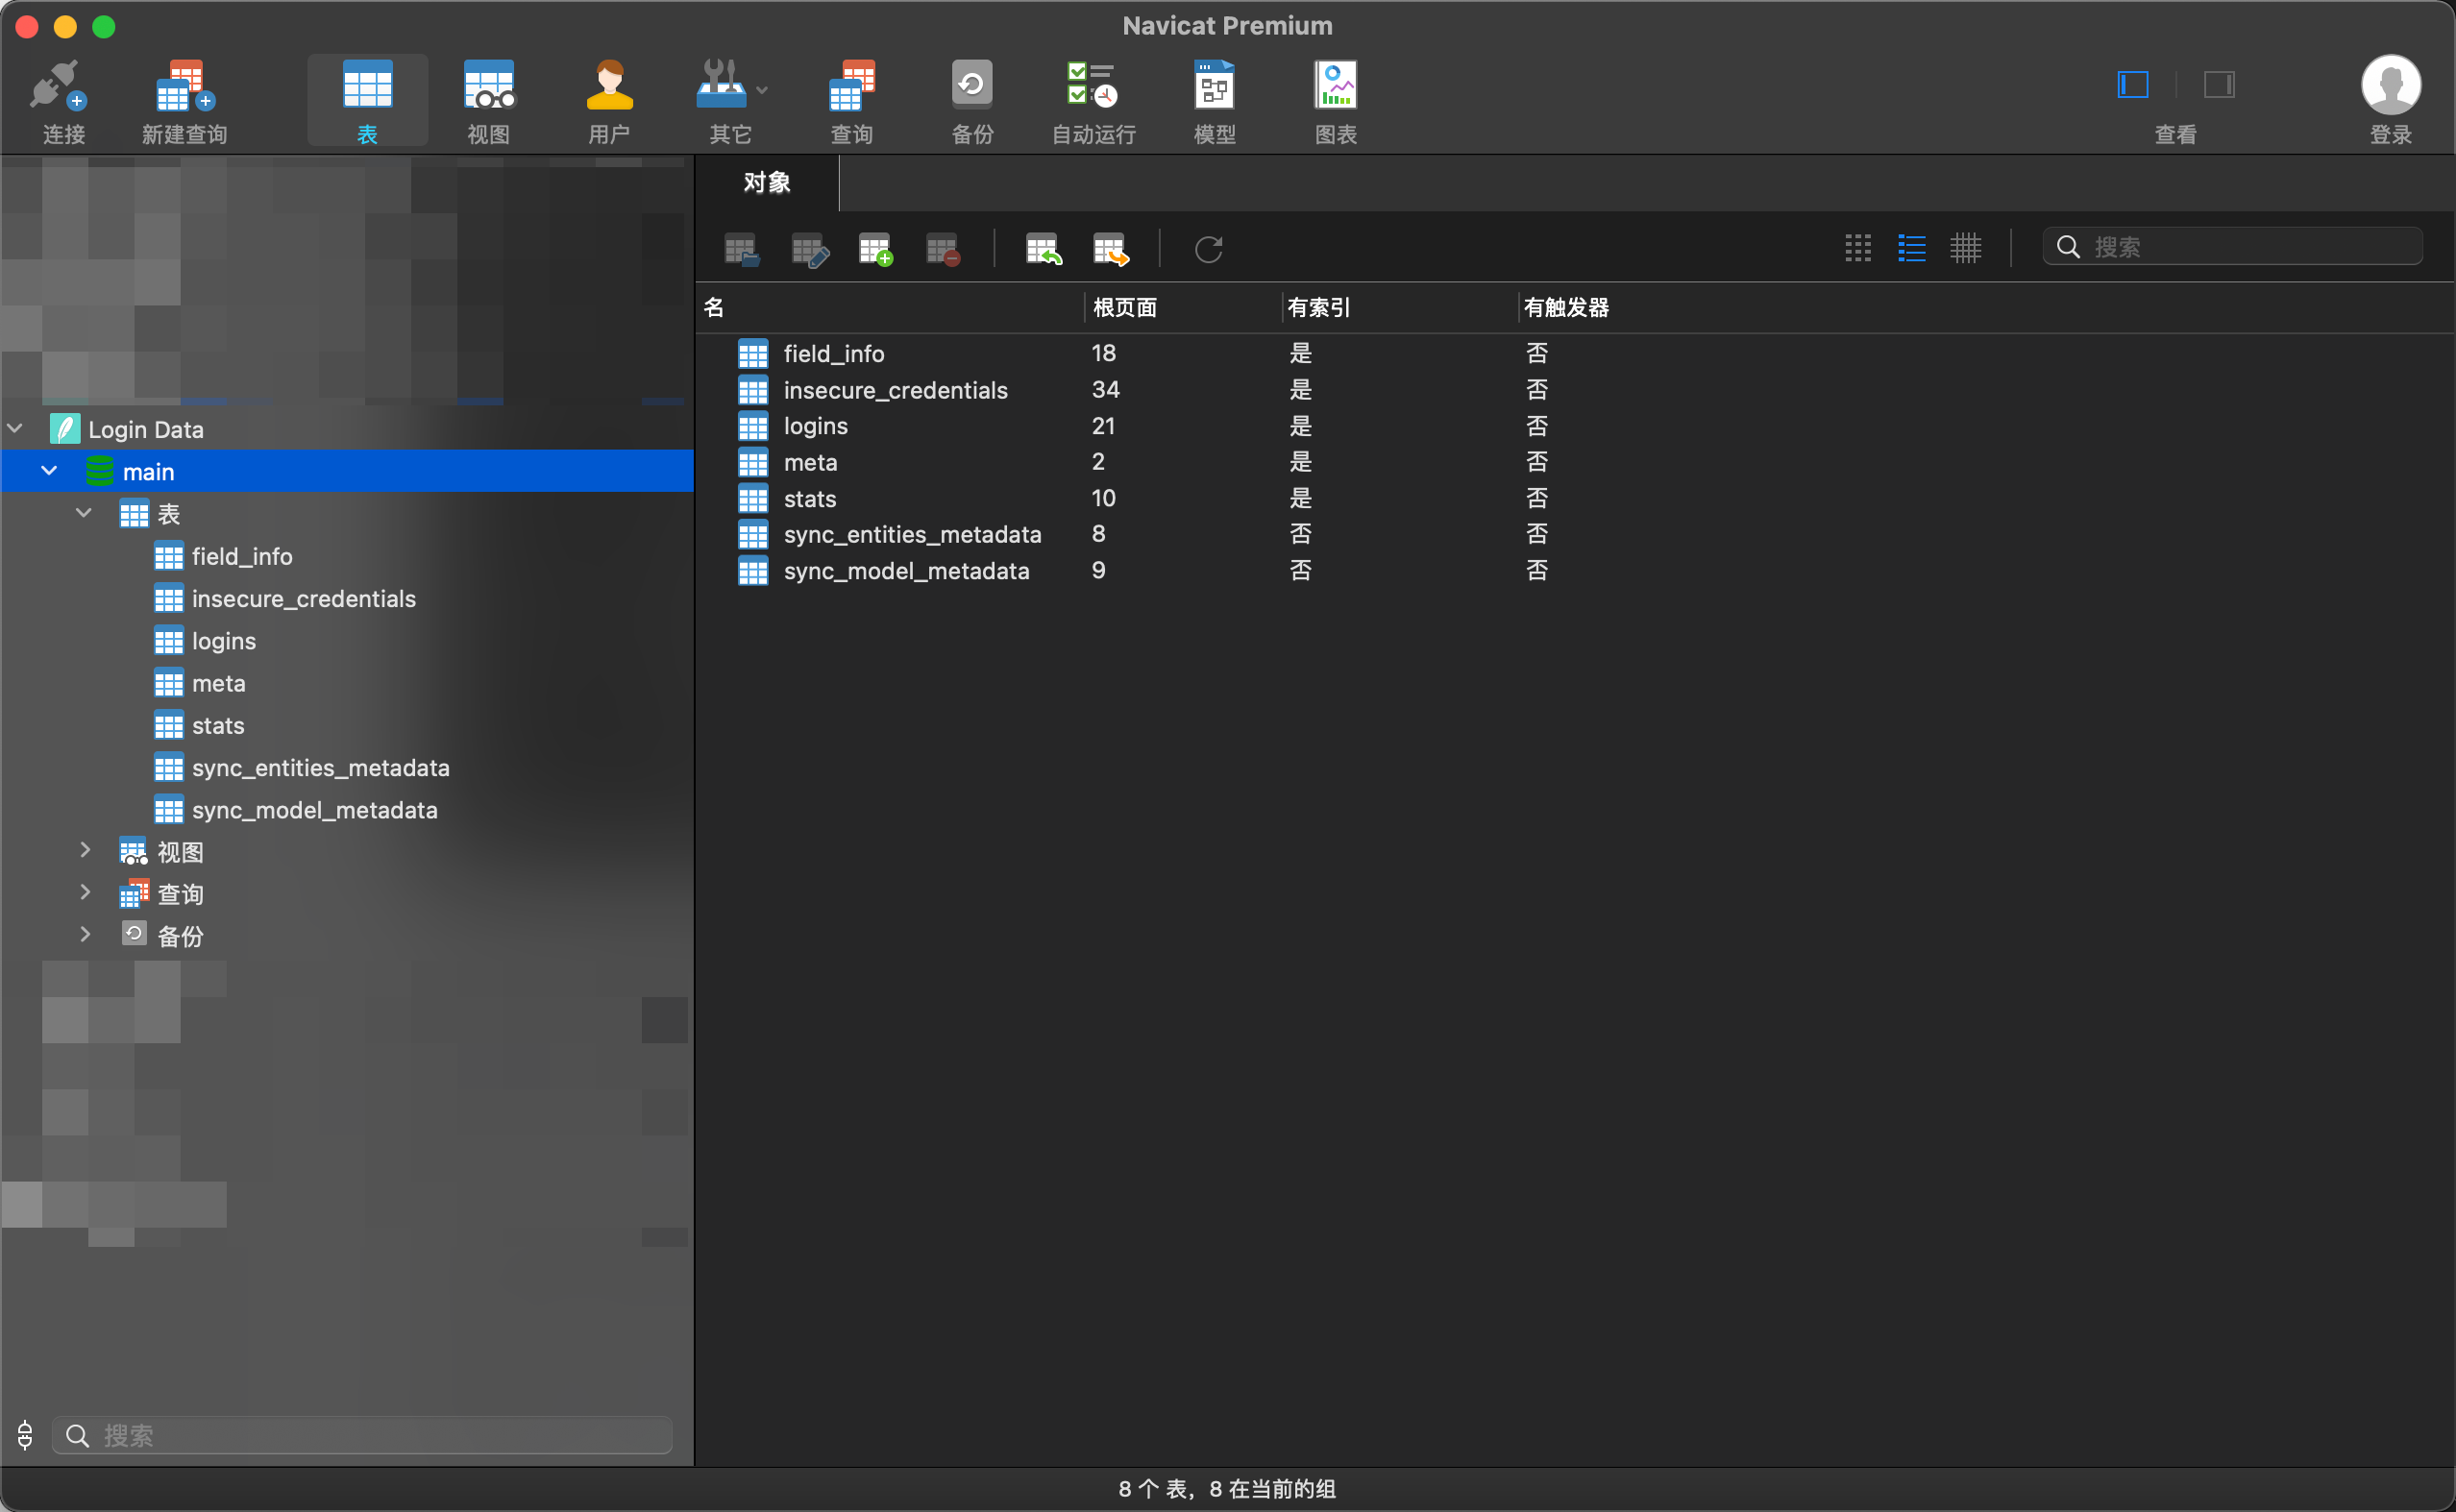 Navicat Premium
连接
新建查询
表
视图
用户
其它
查询
备份
自动运行
模型
图表
查看
登录
Login Data
main
表
field_info
insecure_credentials
logins
meta
stats
sync_entities_metadata
sync_model_metadata
视图
查询
备份
搜索
对象
搜索
名 根页面 有索引 有触发器
field_info 18 是 否
insecure_credentials 34 是 否
logins 21 是 否
meta 2 是 否
stats 10 是 否
sync_entities_metadata 8 否 否
sync_model_metadata 9 否 否
8 个 表，8 在当前的组